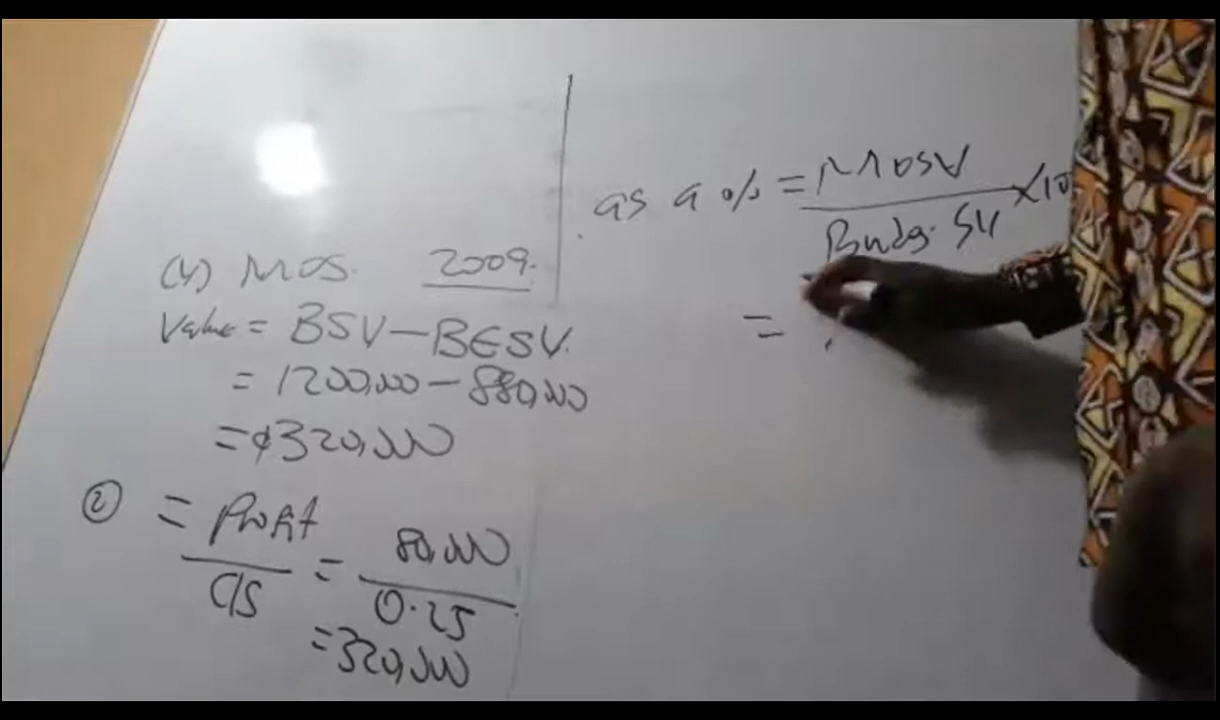 (4) MOS. 2009.
Value = BSV – BESV.
= 1200,000 – 880,000
= ¢320,000
② = Profit / C/S = 80,000 / 0.25
= 320,000
as a % = MOSV / Budg. SV × 10
=